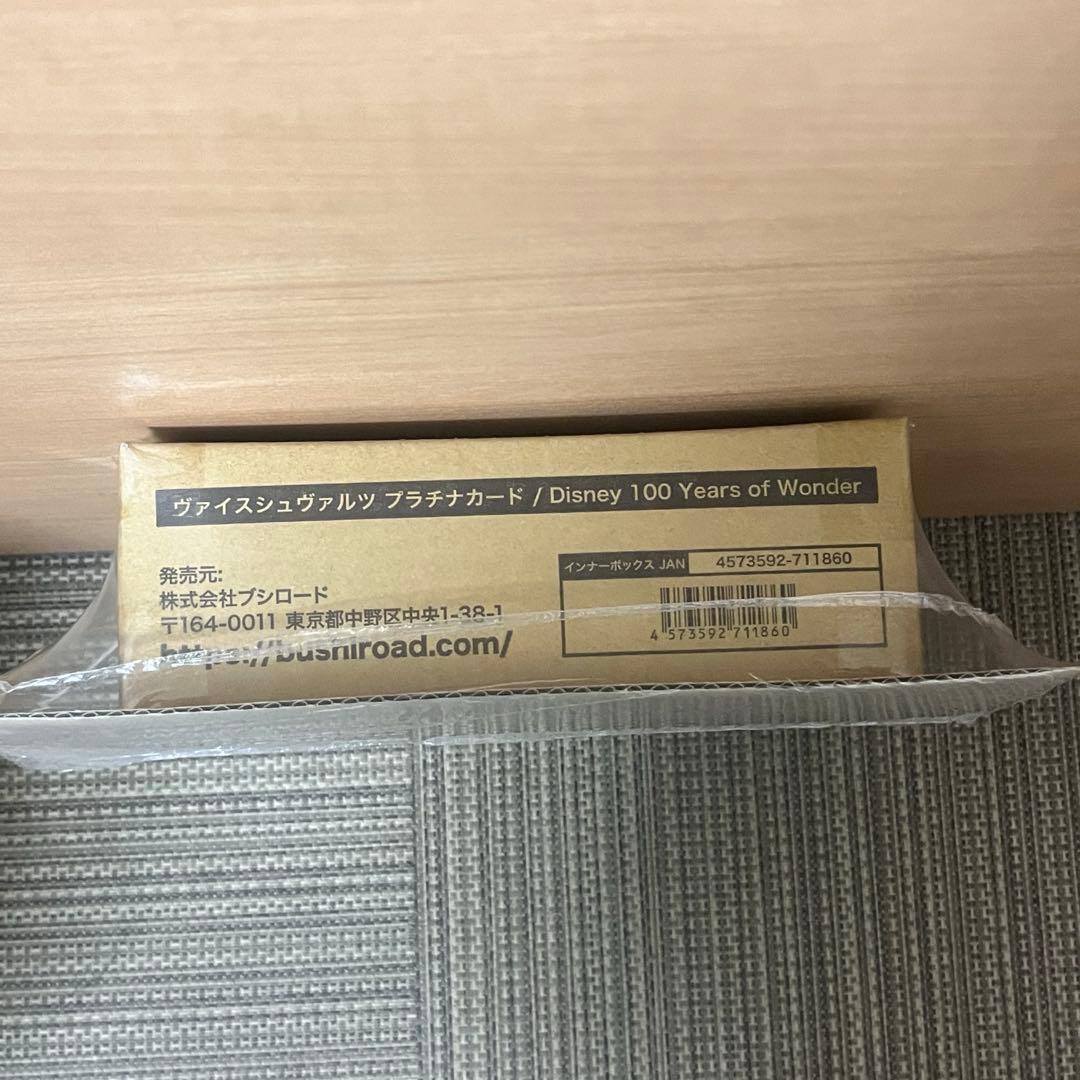 ヴァイスシュヴァルツ プラチナカード / Disney 100 Years of Wonder
発売元:
株式会社ブシロード
〒164-0011 東京都中野区中央1-38-1
https://bushiroad.com/
インナーボックス JAN 4573592-711860
4 573592 711860